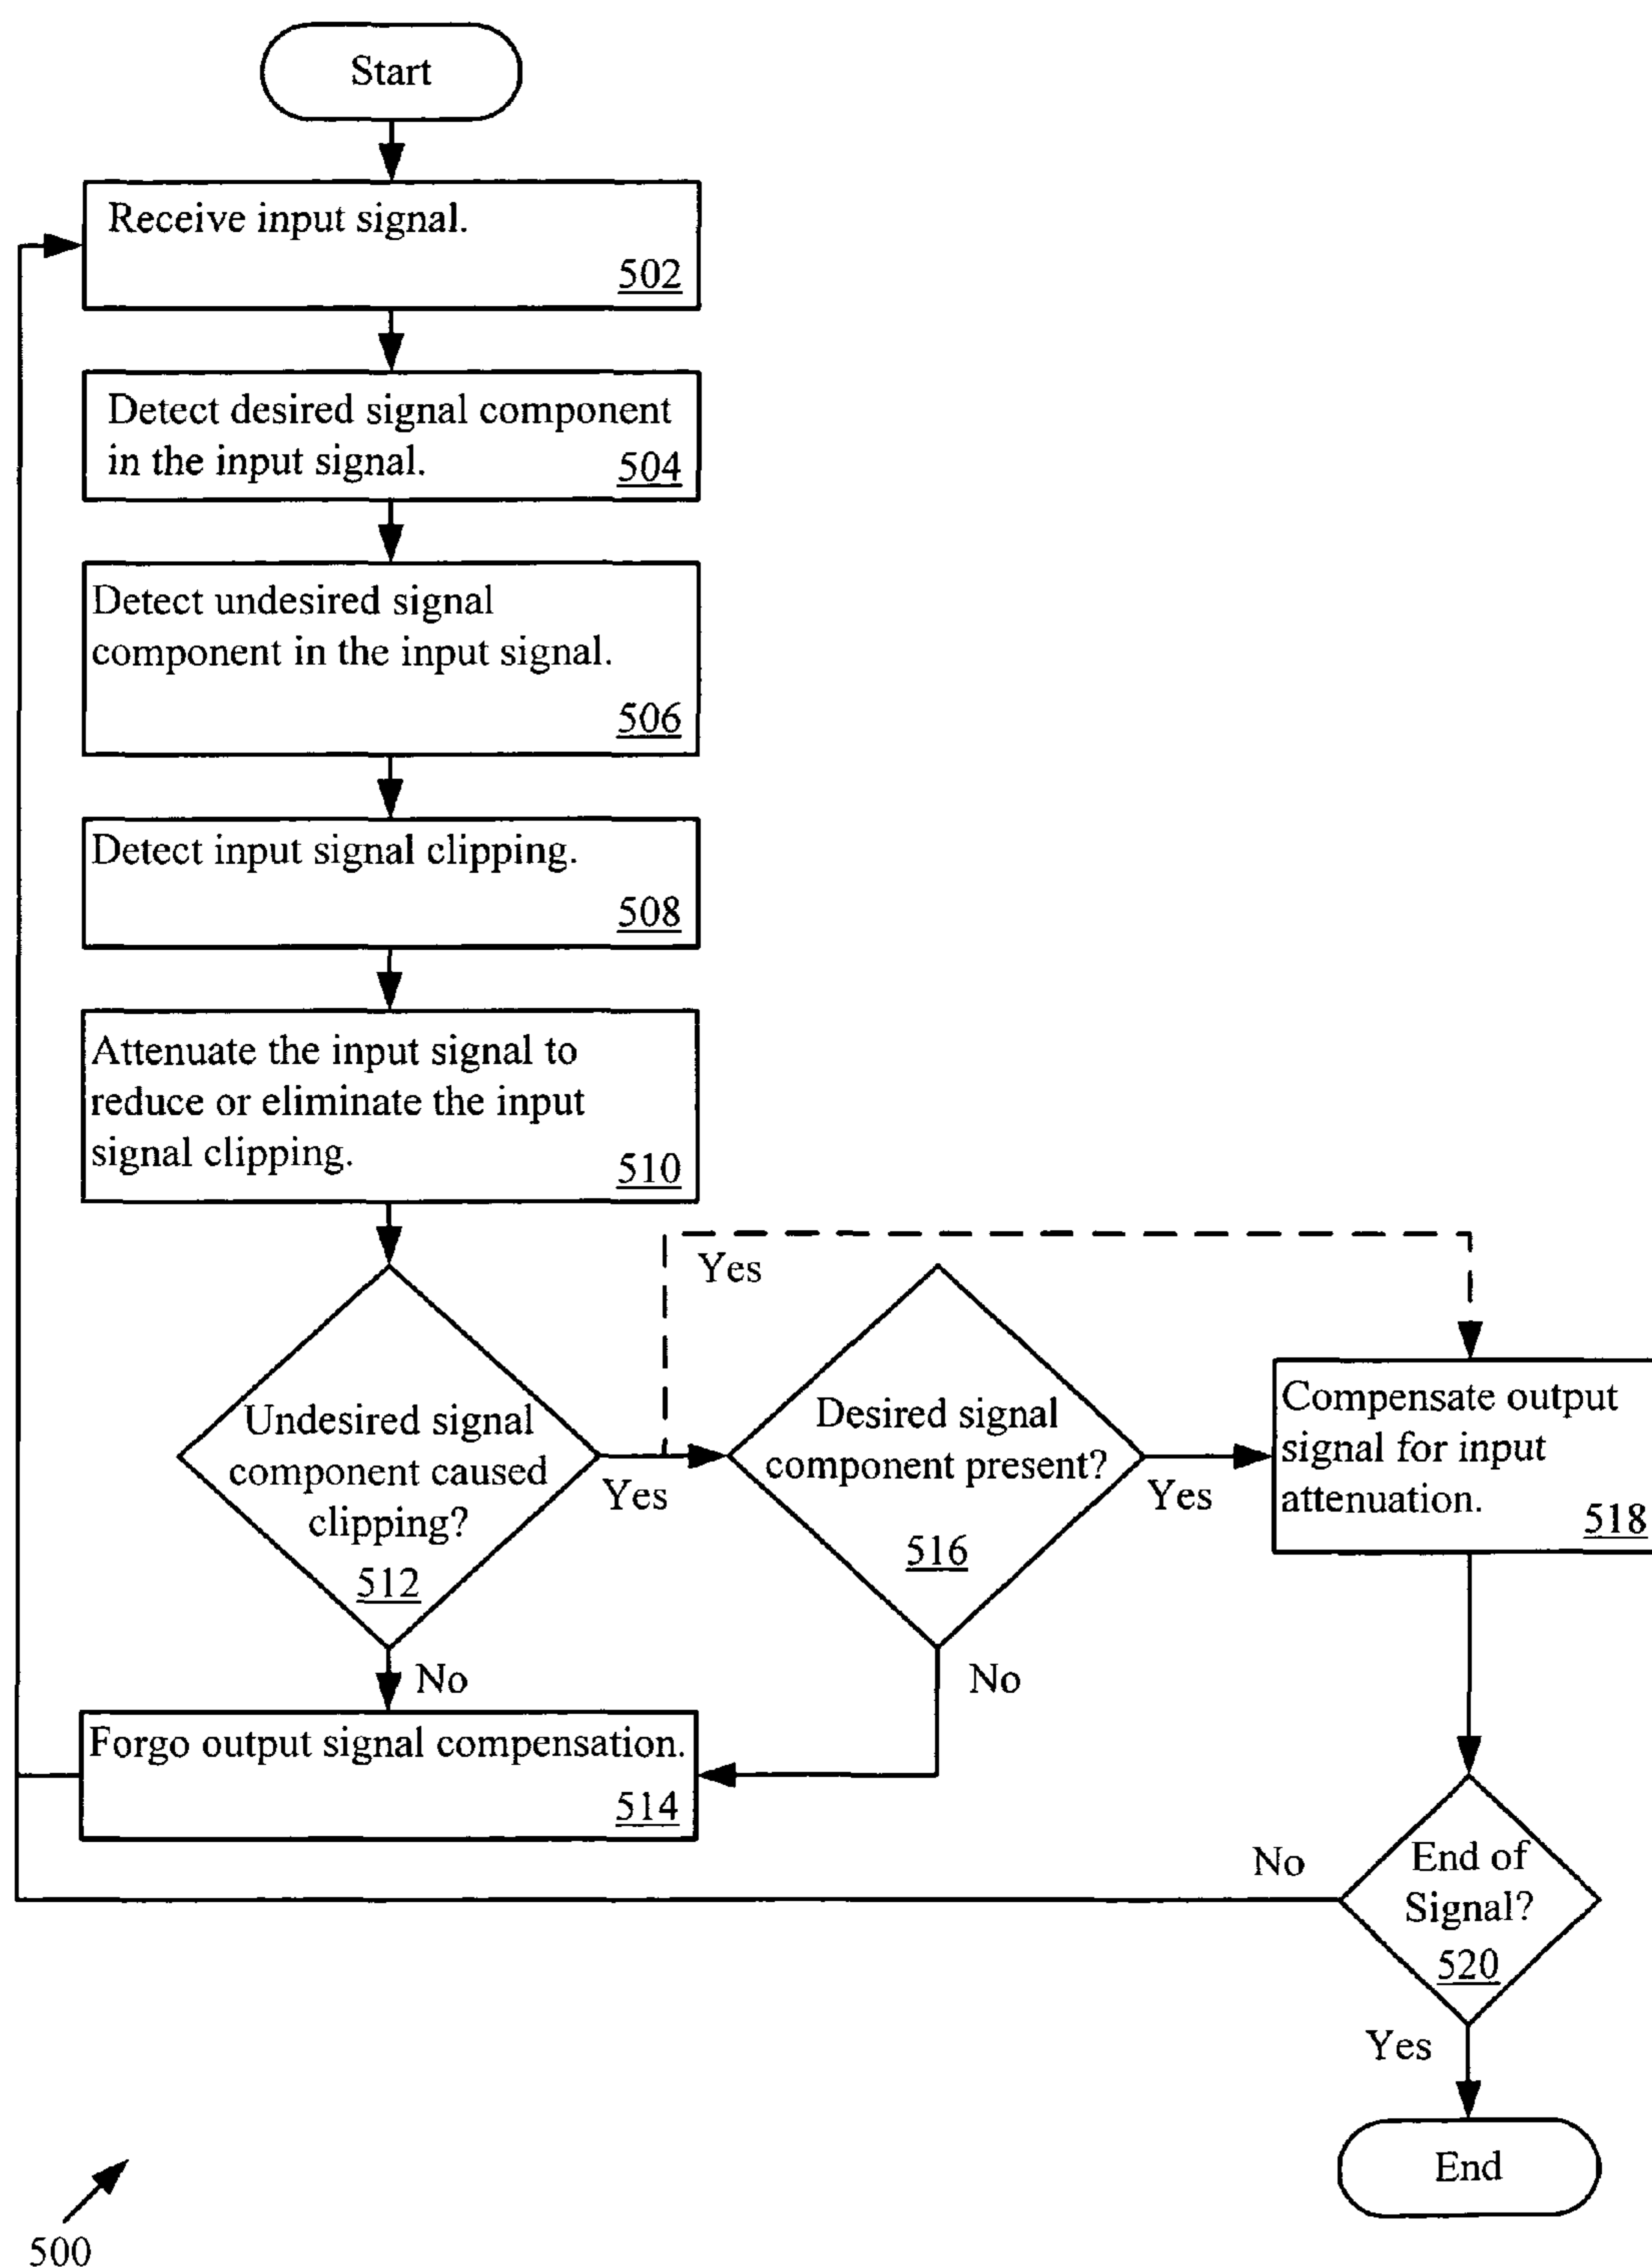 Start
Receive input signal.
502
Detect desired signal component
in the input signal.
504
Detect undesired signal
component in the input signal.
506
Detect input signal clipping.
508
Attenuate the input signal to
reduce or eliminate the input
signal clipping.
510
Yes
Undesired signal
component caused
clipping?
512
Yes
Desired signal
component present?
516
Yes
Compensate output
signal for input
attenuation.
518
No
No
Forgo output signal compensation.
514
No
End of
Signal?
520
Yes
End
500